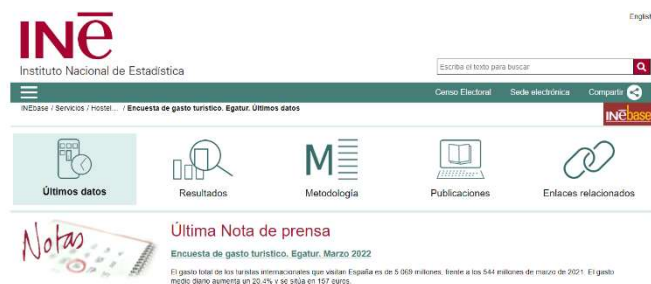 English
INe
Instituto Nacional de Estadística
Escriba el texto para buscar
Censo Electoral Sede electrónica Compartir
INEbase / Servicios / Hostel... / Encuesta de gasto turístico. Egatur. Últimos datos
INEbase
Últimos datos
Resultados
M
Metodología
Publicaciones
Enlaces relacionados
Notas
Última Nota de prensa
Encuesta de gasto turístico. Egatur. Marzo 2022
El gasto total de los turistas internacionales que visitan España es de 5.069 millones, frente a los 544 millones de marzo de 2021. El gasto
medio diario aumenta un 20,4% y se sitúa en 157 euros.